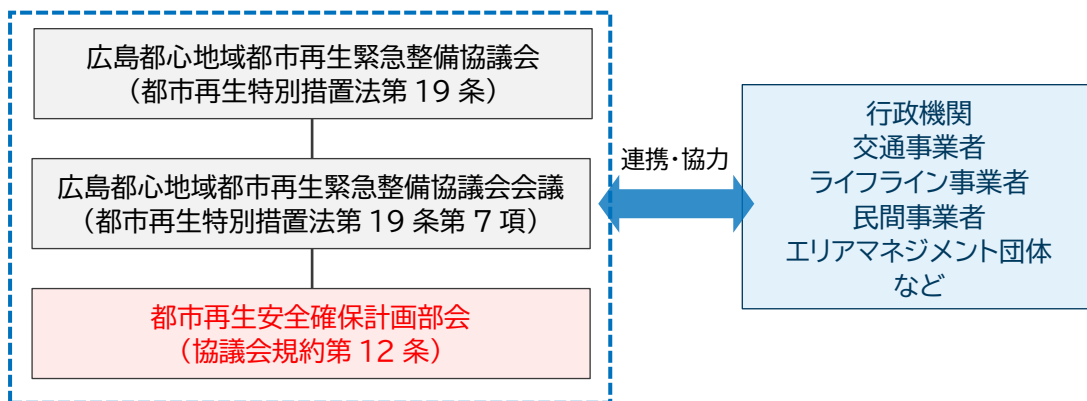 広島都心地域都市再生緊急整備協議会
（都市再生特別措置法第 19 条）
広島都心地域都市再生緊急整備協議会会議
（都市再生特別措置法第 19 条第 7 項）
都市再生安全確保計画部会
（協議会規約第 12 条）
連携・協力
行政機関
交通事業者
ライフライン事業者
民間事業者
エリアマネジメント団体
など